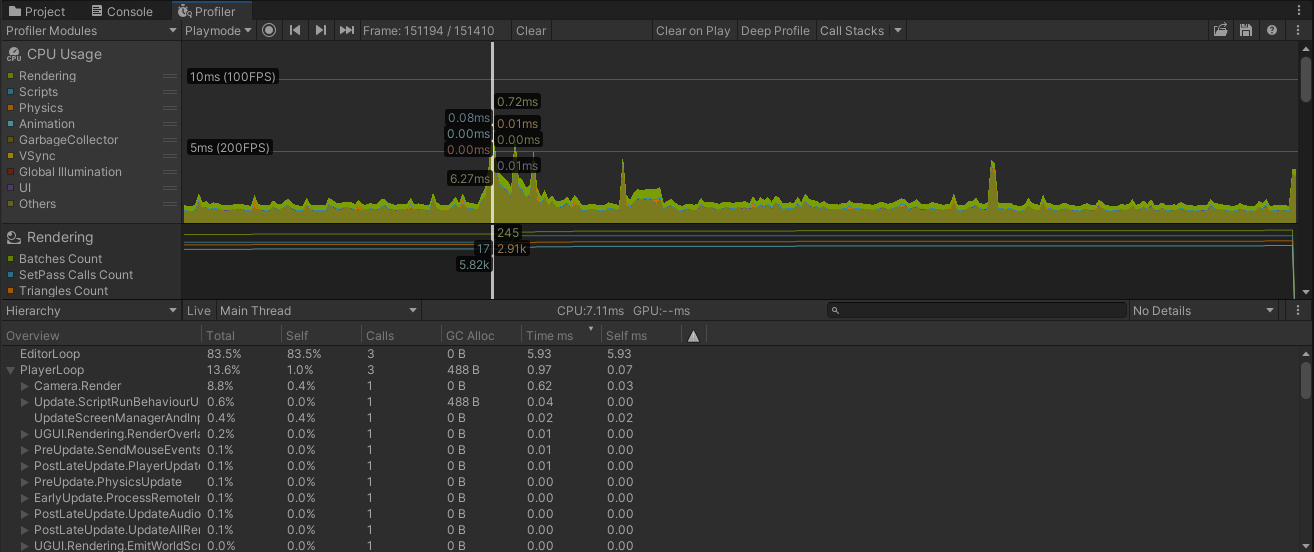 Project Console Profiler
Profiler Modules Playmode Frame: 151194 / 151410 Clear Clear on Play Deep Profile Call Stacks
CPU Usage
Rendering
Scripts
Physics
Animation
GarbageCollector
VSync
Global Illumination
UI
Others
10ms (100FPS)
5ms (200FPS)
0.72ms
0.08ms
0.01ms
0.00ms
0.00ms
0.00ms
0.01ms
6.27ms
Rendering
Batches Count
SetPass Calls Count
Triangles Count
245
17 2.91k
5.82k
Hierarchy Live Main Thread CPU:7.11ms GPU:--ms No Details
Overview Total Self Calls GC Alloc Time ms Self ms
EditorLoop 83.5% 83.5% 3 0 B 5.93 5.93
PlayerLoop 13.6% 1.0% 3 488 B 0.97 0.07
Camera.Render 8.8% 0.4% 1 0 B 0.62 0.03
Update.ScriptRunBehaviourU 0.6% 0.0% 1 488 B 0.04 0.00
UpdateScreenManagerAndInp 0.4% 0.4% 1 0 B 0.02 0.02
UGUI.Rendering.RenderOverla 0.2% 0.0% 1 0 B 0.01 0.00
PreUpdate.SendMouseEvents 0.1% 0.0% 1 0 B 0.01 0.00
PostLateUpdate.PlayerUpdate 0.1% 0.0% 1 0 B 0.01 0.00
PreUpdate.PhysicsUpdate 0.1% 0.0% 1 0 B 0.00 0.00
EarlyUpdate.ProcessRemoteIn 0.1% 0.0% 1 0 B 0.00 0.00
PostLateUpdate.UpdateAudio 0.1% 0.0% 1 0 B 0.00 0.00
PostLateUpdate.UpdateAllRen 0.1% 0.0% 1 0 B 0.00 0.00
UGUI.Rendering.EmitWorldScr 0.0% 0.0% 1 0 B 0.00 0.00